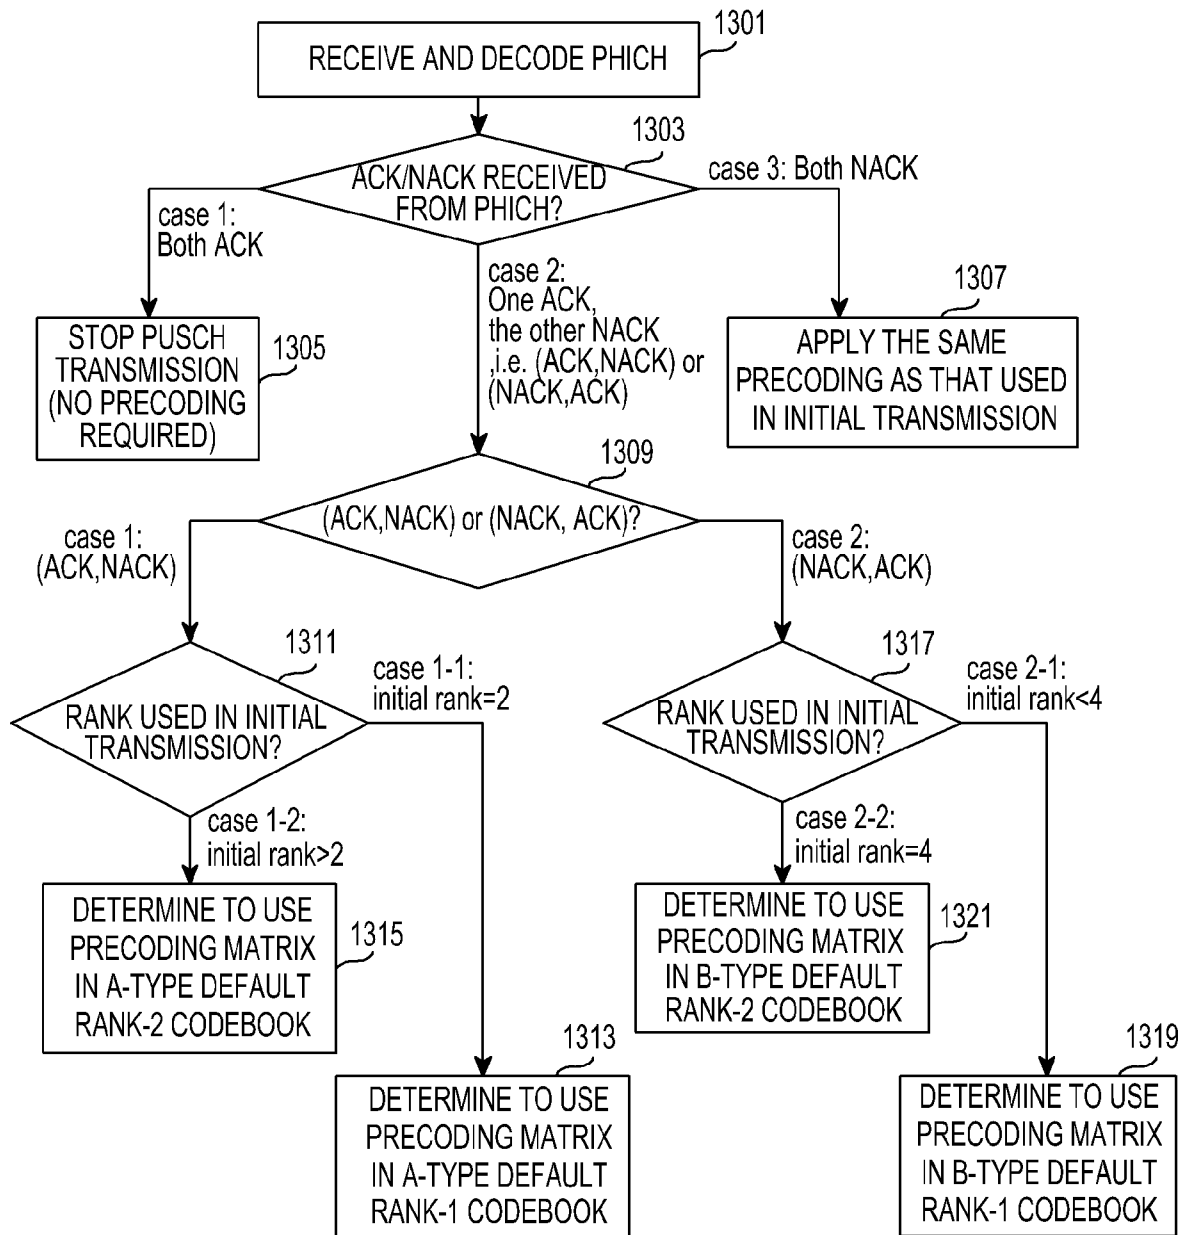 1301
RECEIVE AND DECODE PHICH
1303
ACK/NACK RECEIVED
FROM PHICH?
case 3: Both NACK
case 1:
Both ACK
case 2:
One ACK,
the other NACK
,i.e. (ACK,NACK) or
(NACK,ACK)
1305
STOP PUSCH
TRANSMISSION
(NO PRECODING
REQUIRED)
1307
APPLY THE SAME
PRECODING AS THAT USED
IN INITIAL TRANSMISSION
1309
(ACK,NACK) or (NACK, ACK)?
case 1:
(ACK,NACK)
case 2:
(NACK,ACK)
1311
RANK USED IN INITIAL
TRANSMISSION?
case 1-1:
initial rank=2
1317
RANK USED IN INITIAL
TRANSMISSION?
case 2-1:
initial rank<4
case 1-2:
initial rank>2
case 2-2:
initial rank=4
DETERMINE TO USE
PRECODING MATRIX
IN A-TYPE DEFAULT
RANK-2 CODEBOOK
1315
DETERMINE TO USE
PRECODING MATRIX
IN B-TYPE DEFAULT
RANK-2 CODEBOOK
1321
1313
DETERMINE TO USE
PRECODING MATRIX
IN A-TYPE DEFAULT
RANK-1 CODEBOOK
1319
DETERMINE TO USE
PRECODING MATRIX
IN B-TYPE DEFAULT
RANK-1 CODEBOOK